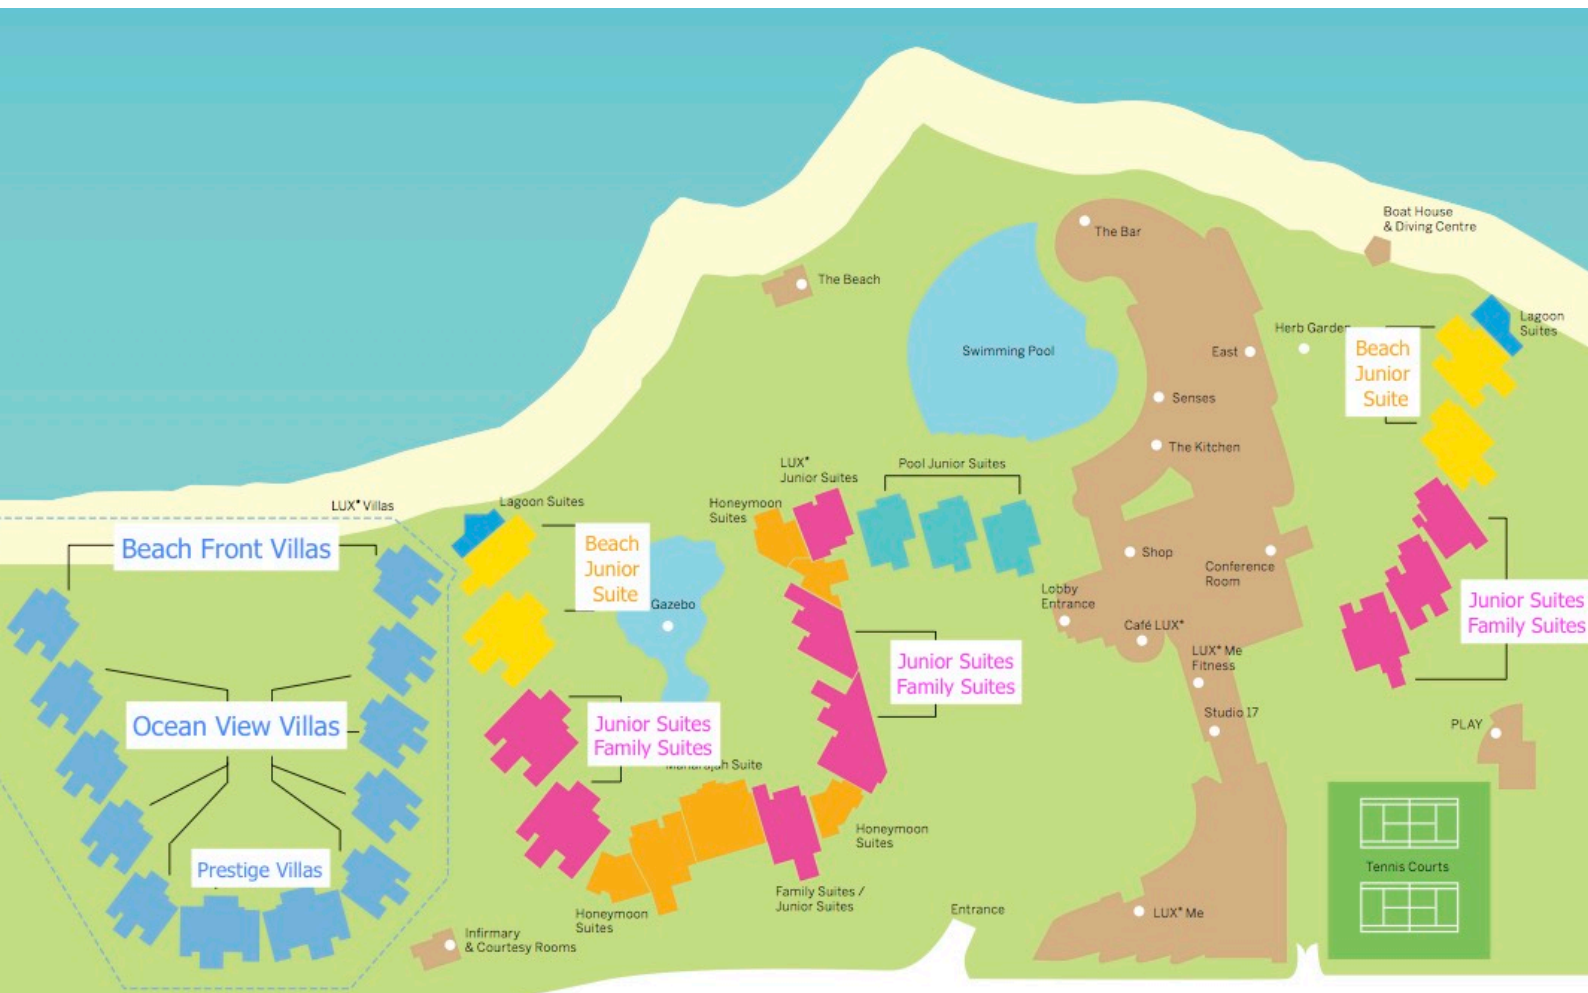 Boat House
& Diving Centre
The Bar
The Beach
Swimming Pool
East
Herb Garden
Lagoon
Suites
Beach
Junior
Suite
Senses
The Kitchen
LUX*
Junior Suites
Pool Junior Suites
Honeymoon
Suites
LUX* Villas
Lagoon Suites
Beach Front Villas
Beach
Junior
Suite
Gazebo
Shop
Conference
Room
Lobby
Entrance
Café LUX*
LUX* Me
Fitness
Junior Suites
Family Suites
Junior Suites
Family Suites
Studio 17
PLAY
Ocean View Villas
Junior Suites
Family Suites
Maharajah Suite
Honeymoon
Suites
Prestige Villas
Family Suites /
Junior Suites
Tennis Courts
Honeymoon
Suites
Entrance
LUX* Me
Infirmary
& Courtesy Rooms